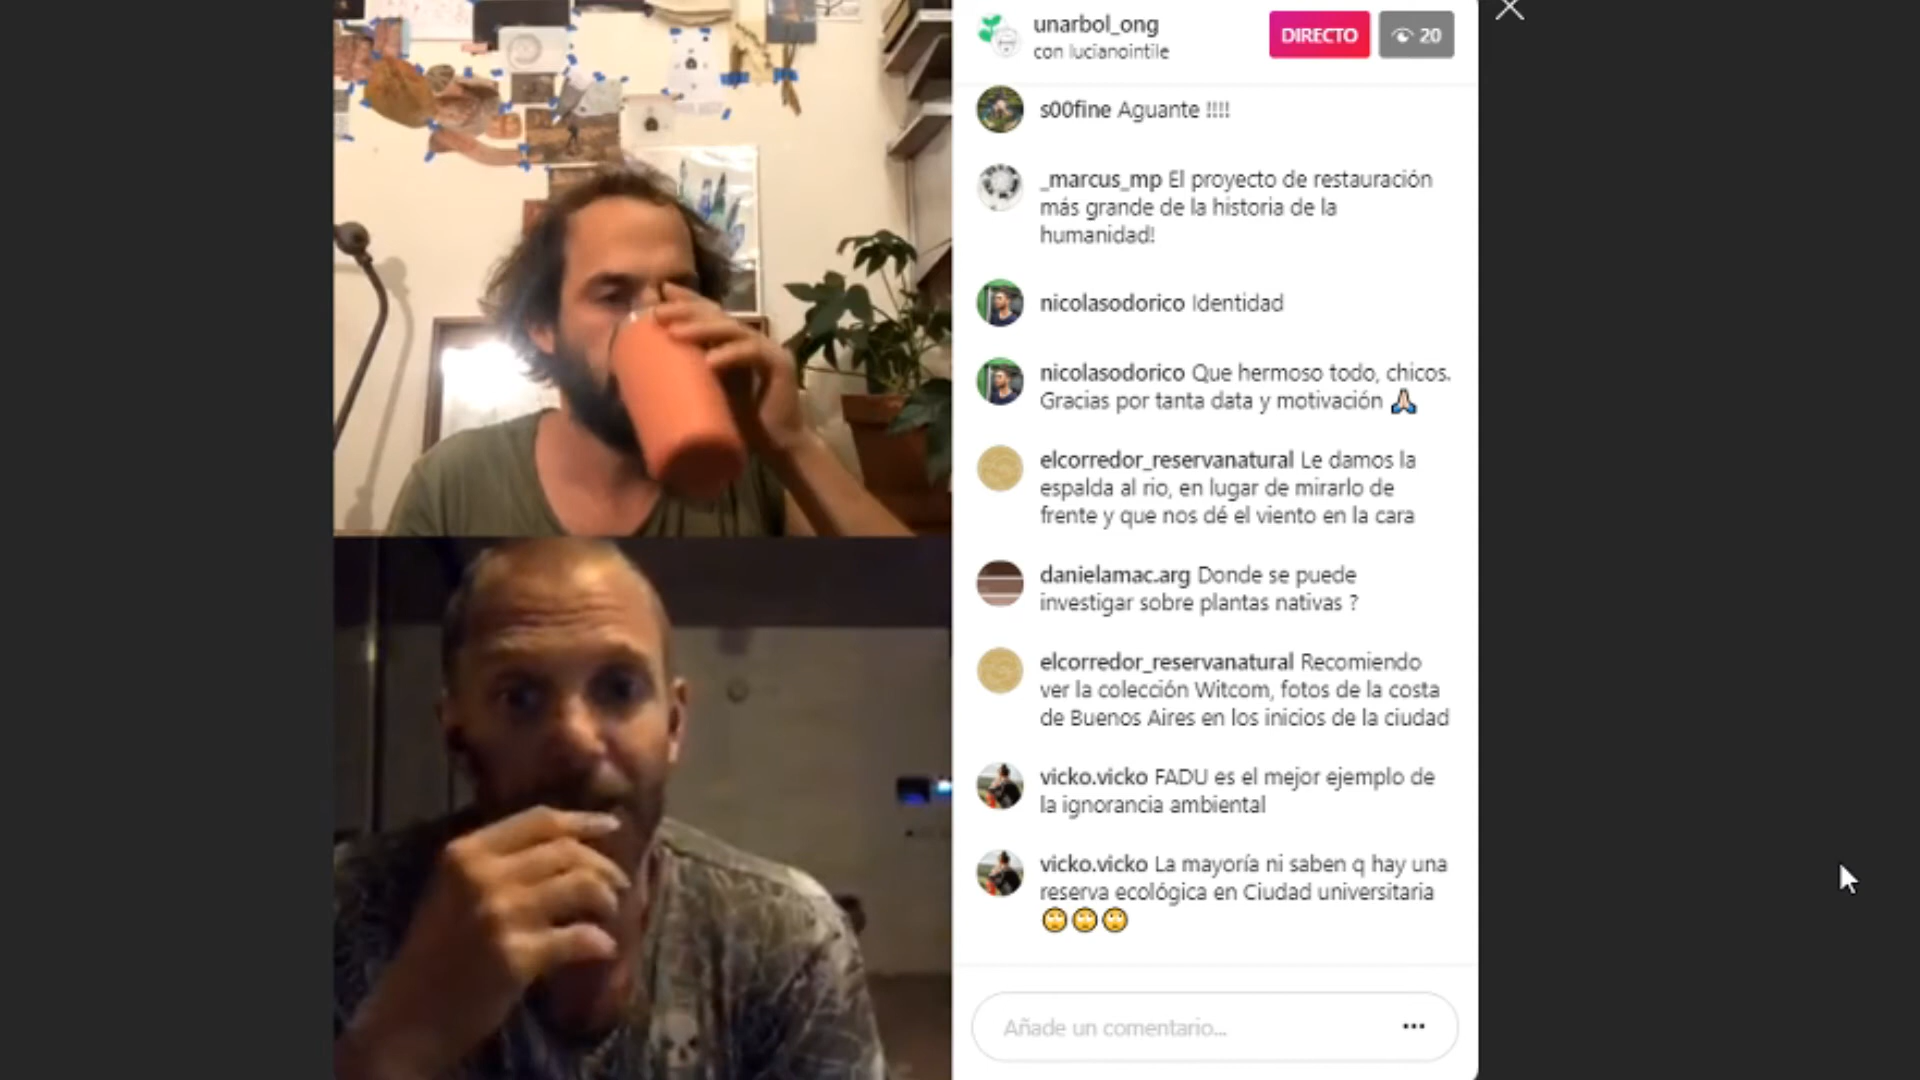 unarbol_ong
con lucianointile
DIRECTO
20
s00fine Aguante !!!!
_marcus_mp El proyecto de restauración
más grande de la historia de la
humanidad!
nicolasodorico Identidad
nicolasodorico Que hermoso todo, chicos.
Gracias por tanta data y motivación 🙏🏻
elcorredor_reservanatural Le damos la
espalda al rio, en lugar de mirarlo de
frente y que nos dé el viento en la cara
danielamac.arg Donde se puede
investigar sobre plantas nativas ?
elcorredor_reservanatural Recomiendo
ver la colección Witcom, fotos de la costa
de Buenos Aires en los inicios de la ciudad
vicko.vicko FADU es el mejor ejemplo de
la ignorancia ambiental
vicko.vicko La mayoría ni saben q hay una
reserva ecológica en Ciudad universitaria
🙄🙄🙄
Añade un comentario...